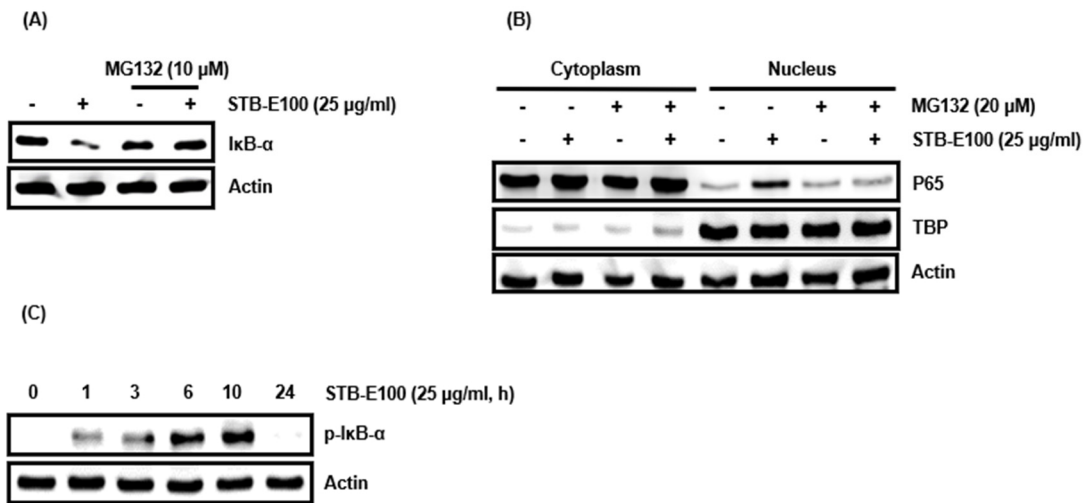 (A)
MG132 (10 µM)
- + - + STB-E100 (25 µg/ml)
IκB-α
Actin
(B)
Cytoplasm Nucleus
- - + + - - + + MG132 (20 µM)
- + - + - + - + STB-E100 (25 µg/ml)
P65
TBP
Actin
(C)
0 1 3 6 10 24 STB-E100 (25 µg/ml, h)
p-IκB-α
Actin